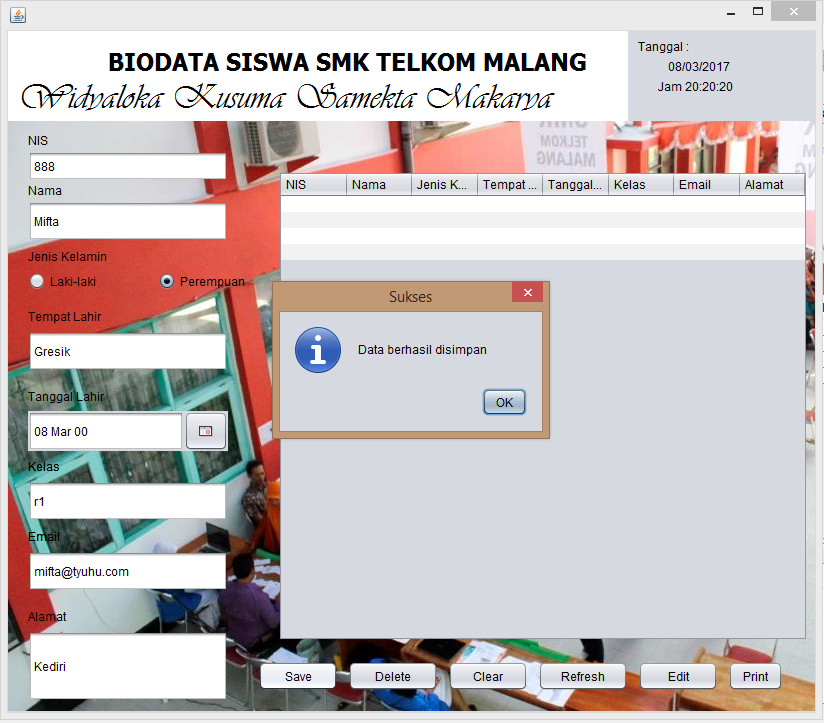 BIODATA SISWA SMK TELKOM MALANG
Widyaloka Kusuma Samekta Makarya
Tanggal :
08/03/2017
Jam 20:20:20
NIS
888
Nama
Mifta
Jenis Kelamin
Laki-laki Perempuan
Tempat Lahir
Gresik
Tanggal Lahir
08 Mar 00
Kelas
r1
Email
mifta@tyuhu.com
Alamat
Kediri
TELKOM
MALANG
NIS Nama Jenis K... Tempat ... Tanggal... Kelas Email Alamat
Sukses
Data berhasil disimpan
OK
Save Delete Clear Refresh Edit Print